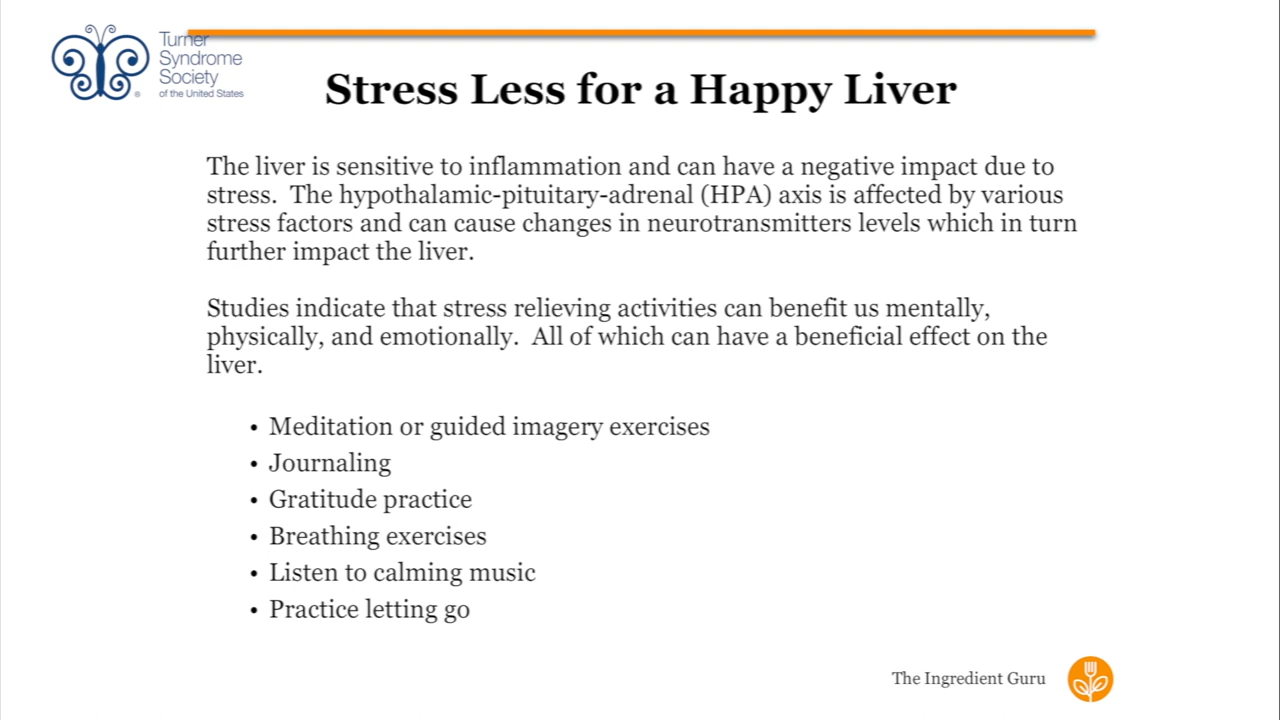 Turner
Syndrome
Society
of the United States
Stress Less for a Happy Liver
The liver is sensitive to inflammation and can have a negative impact due to
stress.  The hypothalamic-pituitary-adrenal (HPA) axis is affected by various
stress factors and can cause changes in neurotransmitters levels which in turn
further impact the liver.
Studies indicate that stress relieving activities can benefit us mentally,
physically, and emotionally.  All of which can have a beneficial effect on the
liver.
• Meditation or guided imagery exercises
• Journaling
• Gratitude practice
• Breathing exercises
• Listen to calming music
• Practice letting go
The Ingredient Guru